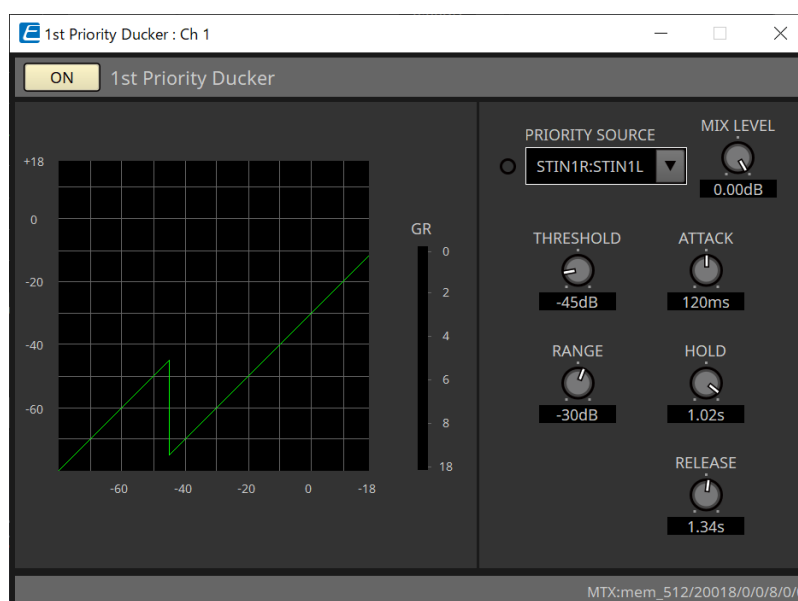 1st Priority Ducker : Ch 1
ON
1st Priority Ducker
+18
0
-20
-40
-60
-60 -40 -20 0 -18
GR
0
2
4
6
8
18
PRIORITY SOURCE
STIN1R:STIN1L
MIX LEVEL
0.00dB
THRESHOLD
-45dB
ATTACK
120ms
RANGE
-30dB
HOLD
1.02s
RELEASE
1.34s
MTX:mem_512/20018/0/0/8/0/